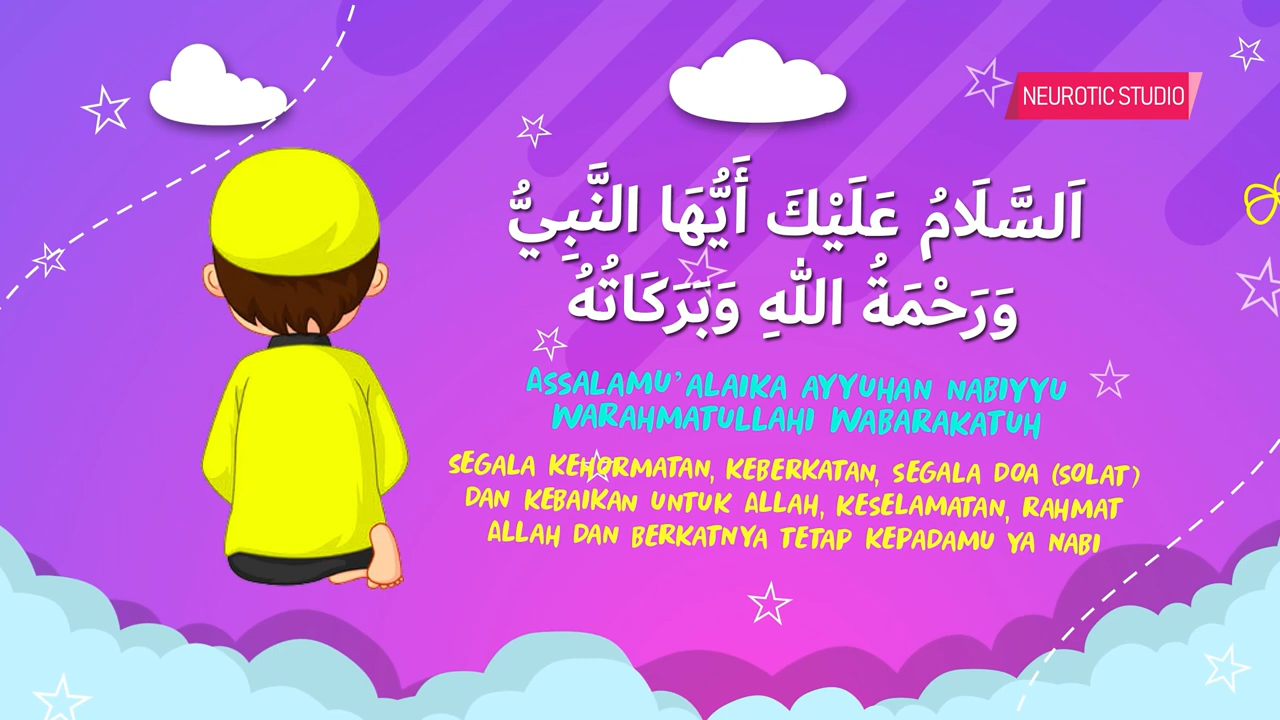 NEUROTIC STUDIO
اَلسَّلَامُ عَلَيْكَ أَيُّهَا النَّبِيُّ
وَرَحْمَةُ اللهِ وَبَرَكَاتُهُ
ASSALAMU'ALAIKA AYYUHAN NABIYYU
WARAHMATULLAHI WABARAKATUH
SEGALA KEHORMATAN, KEBERKATAN, SEGALA DOA (SOLAT)
DAN KEBAIKAN UNTUK ALLAH, KESELAMATAN, RAHMAT
ALLAH DAN BERKATNYA TETAP KEPADAMU YA NABI